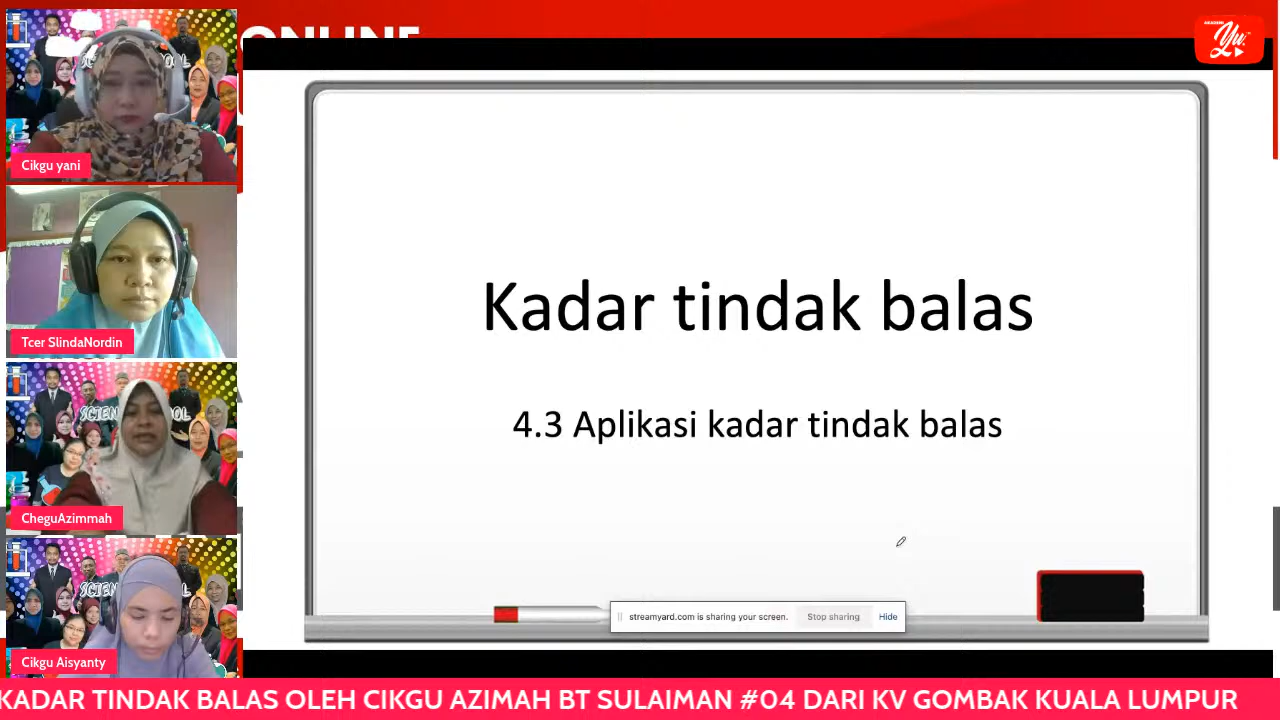 ONLINE
AKADEMI
Yu
Cikgu yani
Tcer SlindaNordin
CheguAzimmah
Cikgu Aisyanty
Kadar tindak balas
4.3 Aplikasi kadar tindak balas
streamyard.com is sharing your screen.
Stop sharing
Hide
KADAR TINDAK BALAS OLEH CIKGU AZIMAH BT SULAIMAN #04 DARI KV GOMBAK KUALA LUMPUR